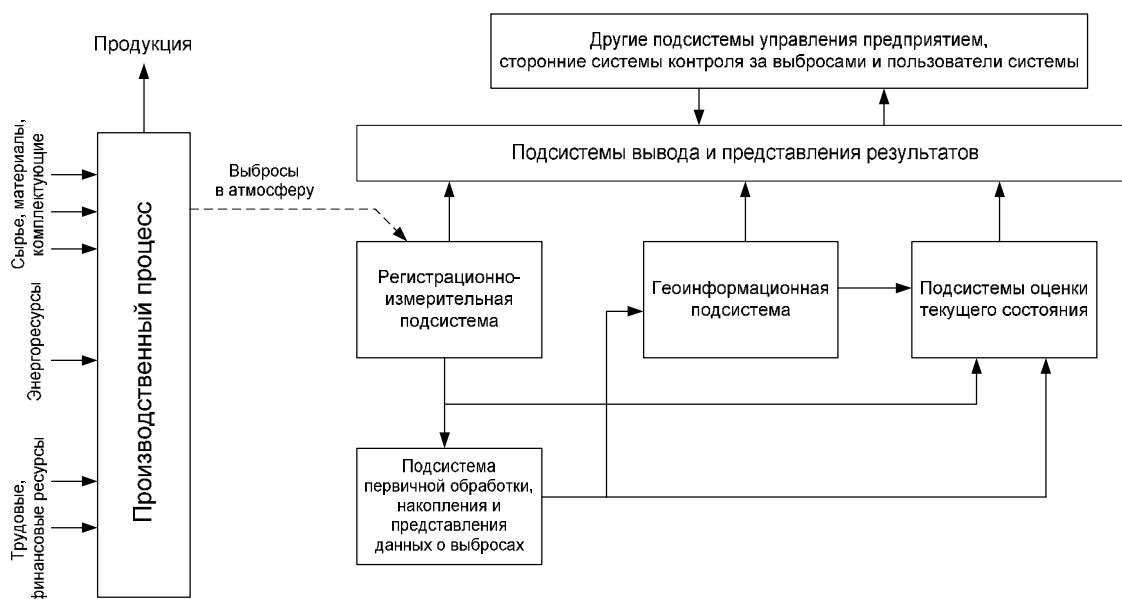 Продукция
Другие подсистемы управления предприятием,
сторонние системы контроля за выбросами и пользователи системы
Подсистемы вывода и представления результатов
Выбросы
в атмосферу
Сырье, материалы,
комплектующие
Энергоресурсы
Трудовые,
финансовые ресурсы
Производственный процесс
Регистрационно-
измерительная
подсистема
Геоинформационная
подсистема
Подсистемы оценки
текущего состояния
Подсистема
первичной обработки,
накопления и
представления
данных о выбросах